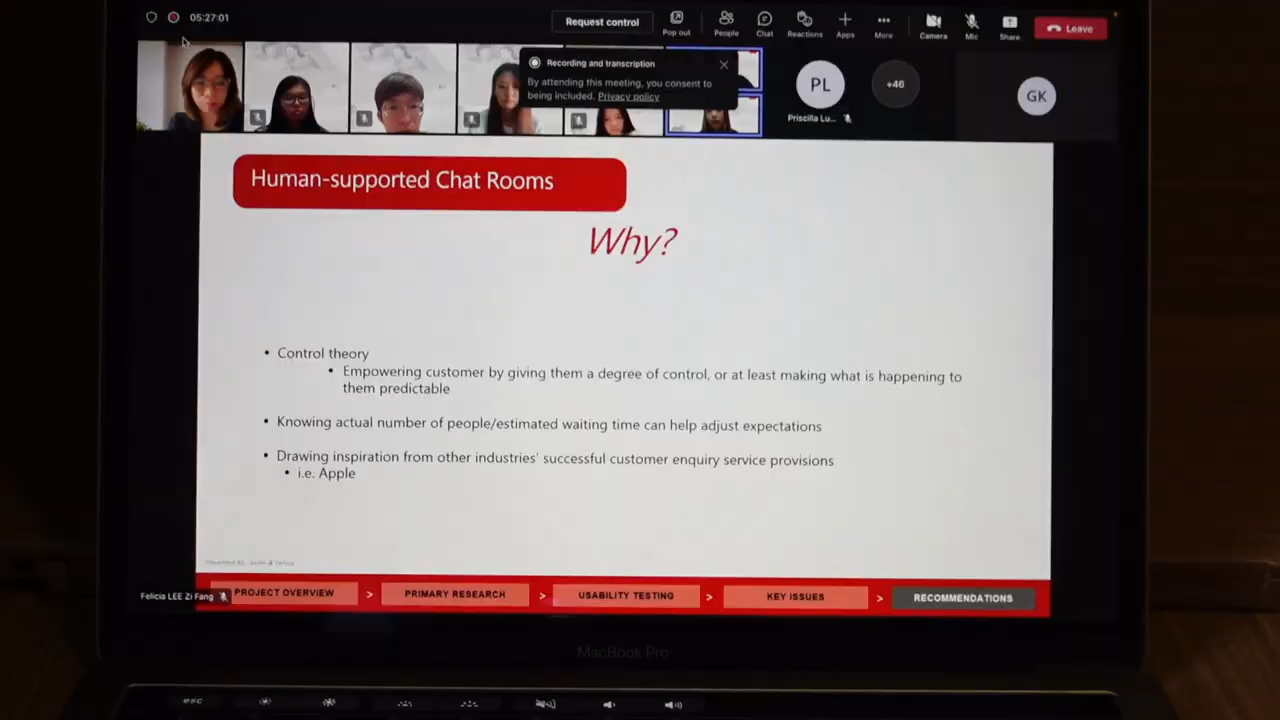 05:27:01
Request control
Pop out
People
Chat
Reactions
Apps
More
Camera
Mic
Share
Leave
Recording and transcription
By attending this meeting, you consent to
being included. Privacy policy
PL
Priscilla Lu...
+46
GK
Human-supported Chat Rooms
Why?
• Control theory
• Empowering customer by giving them a degree of control, or at least making what is happening to
them predictable
• Knowing actual number of people/estimated waiting time can help adjust expectations
• Drawing inspiration from other industries' successful customer enquiry service provisions
• i.e. Apple
Felicia LEE Zi Fang
PROJECT OVERVIEW > PRIMARY RESEARCH > USABILITY TESTING > KEY ISSUES > RECOMMENDATIONS
MacBook Pro
esc